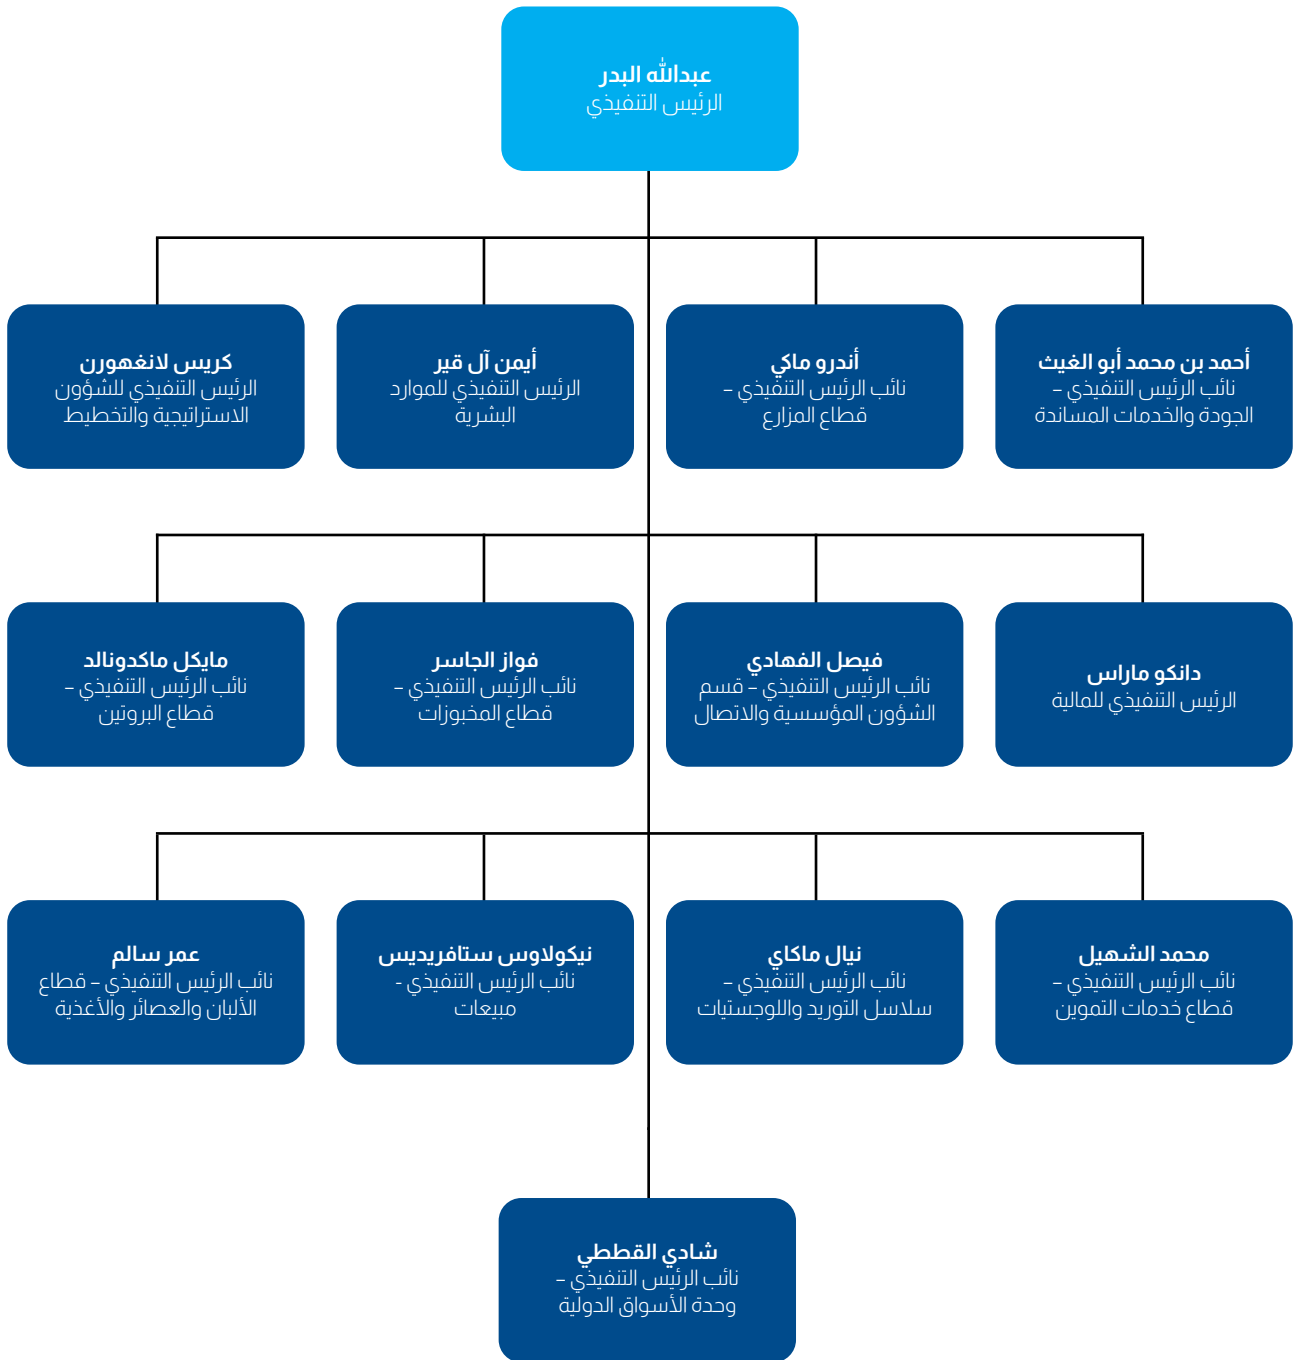 عبدالله البدر
الرئيس التنفيذي
أحمد بن محمد أبو الغيث
نائب الرئيس التنفيذي –
الجودة والخدمات المساندة
أندرو ماكي
نائب الرئيس التنفيذي –
قطاع المزارع
أيمن آل قير
الرئيس التنفيذي للموارد
البشرية
كريس لانغهورن
الرئيس التنفيذي للشؤون
الاستراتيجية والتخطيط
دانكو ماراس
الرئيس التنفيذي للمالية
فيصل الفهادي
نائب الرئيس التنفيذي – قسم
الشؤون المؤسسية والاتصال
فواز الجاسر
نائب الرئيس التنفيذي –
قطاع المخبوزات
مايكل ماكدونالد
نائب الرئيس التنفيذي –
قطاع البروتين
محمد الشهيل
نائب الرئيس التنفيذي –
قطاع خدمات التموين
نيال ماكاي
نائب الرئيس التنفيذي –
سلاسل التوريد واللوجستيات
نيكولاوس ستافريديس
نائب الرئيس التنفيذي -
مبيعات
عمر سالم
نائب الرئيس التنفيذي – قطاع
الألبان والعصائر والأغذية
شادي القططي
نائب الرئيس التنفيذي –
وحدة الأسواق الدولية